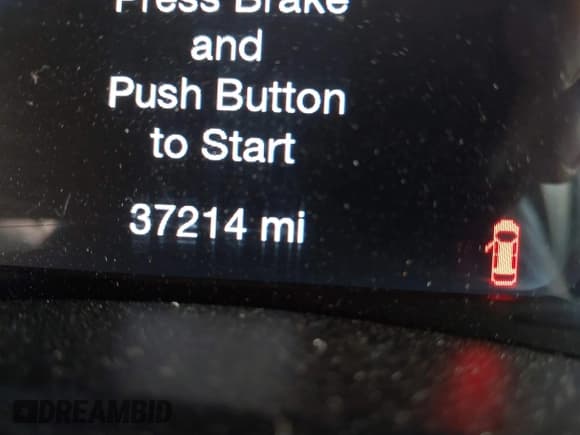 Press Brake
and
Push Button
to Start
37214 mi
DREAMBID